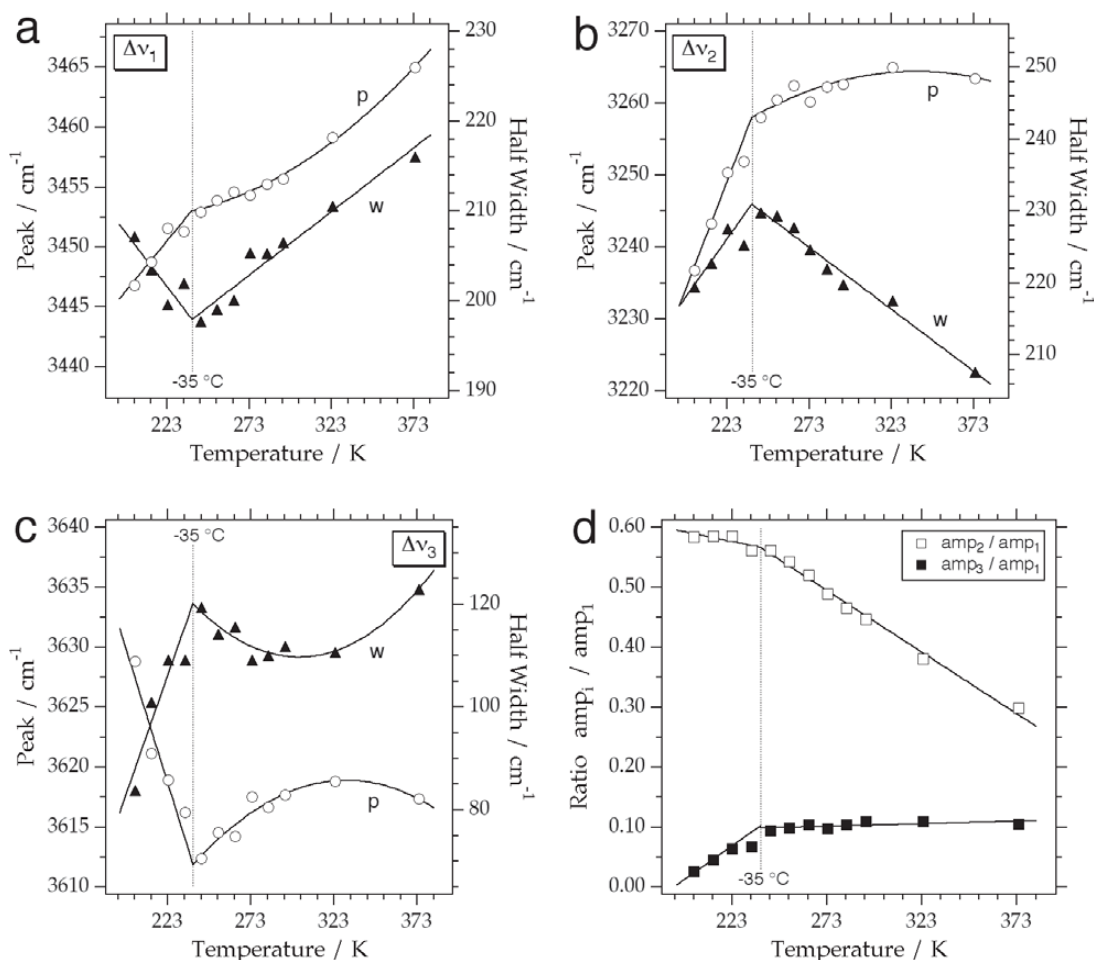 a
Δν1
p
w
-35 °C
3465
3460
3455
3450
3445
3440
230
220
210
200
190
Peak / cm-1
Half Width / cm-1
223
273
323
373
Temperature / K
b
Δν2
p
w
-35 °C
3270
3260
3250
3240
3230
3220
250
240
230
220
210
Peak / cm-1
Half Width / cm-1
223
273
323
373
Temperature / K
c
Δν3
-35 °C
w
p
3640
3635
3630
3625
3620
3615
3610
120
100
80
Peak / cm-1
Half Width / cm-1
223
273
323
373
Temperature / K
d
amp2 / amp1
amp3 / amp1
-35 °C
0.60
0.50
0.40
0.30
0.20
0.10
0.00
Ratio ampi / amp1
223
273
323
373
Temperature / K